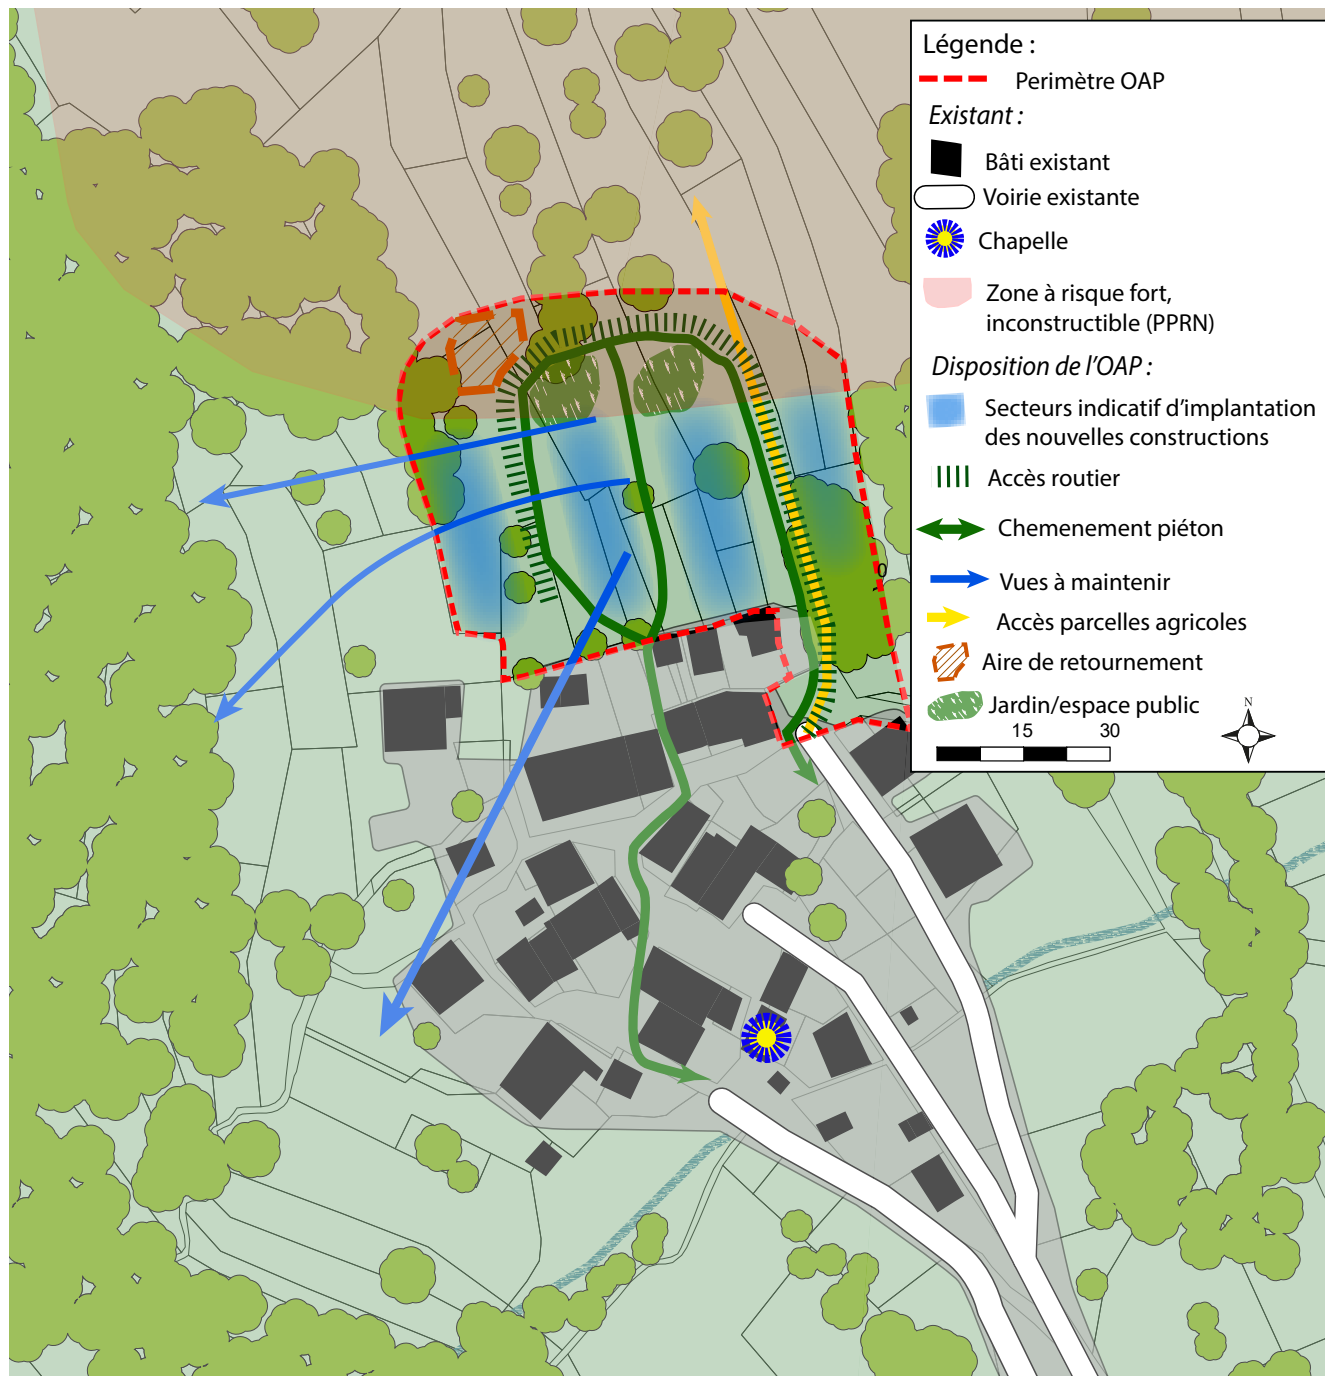 Légende :
Perimètre OAP
Existant :
Bâti existant
Voirie existante
Chapelle
Zone à risque fort,
inconstructible (PPRN)
Disposition de l'OAP :
Secteurs indicatif d'implantation
des nouvelles constructions
Accès routier
Chemenement piéton
Vues à maintenir
Accès parcelles agricoles
Aire de retournement
Jardin/espace public
N
15 30
0